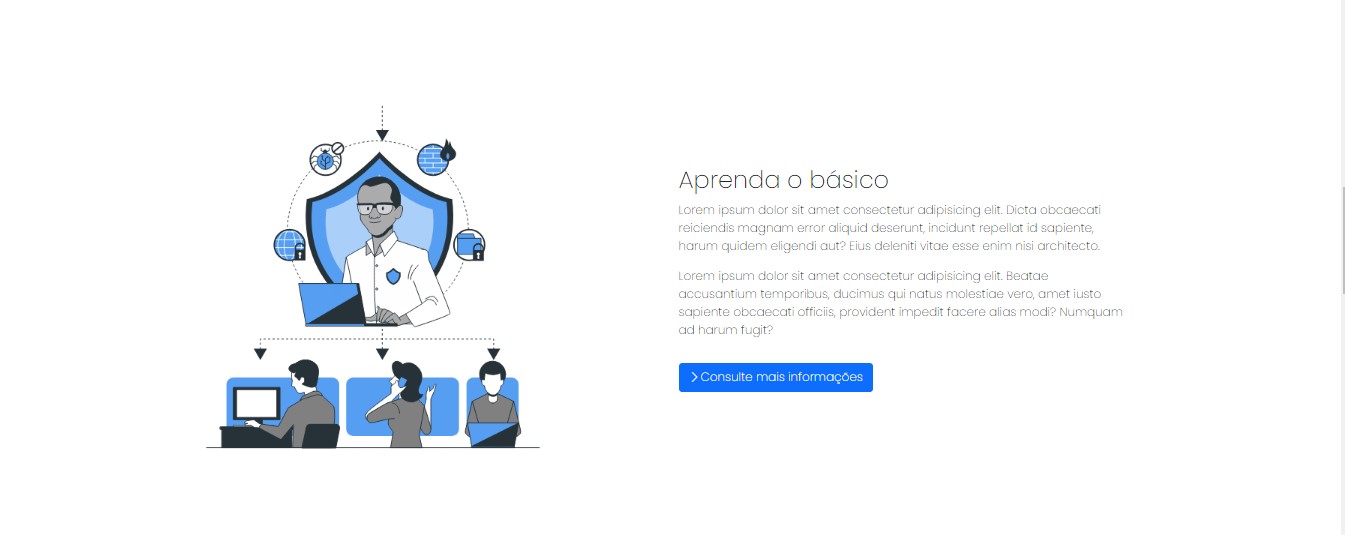 Aprenda o básico
Lorem ipsum dolor sit amet consectetur adipisicing elit. Dicta obcaecati
reiciendis magnam error aliquid deserunt, incidunt repellat id sapiente,
harum quidem eligendi aut? Eius deleniti vitae esse enim nisi architecto.
Lorem ipsum dolor sit amet consectetur adipisicing elit. Beatae
accusantium temporibus, ducimus qui natus molestiae vero, amet iusto
sapiente obcaecati officiis, provident impedit facere alias modi? Numquam
ad harum fugit?
Consulte mais informações